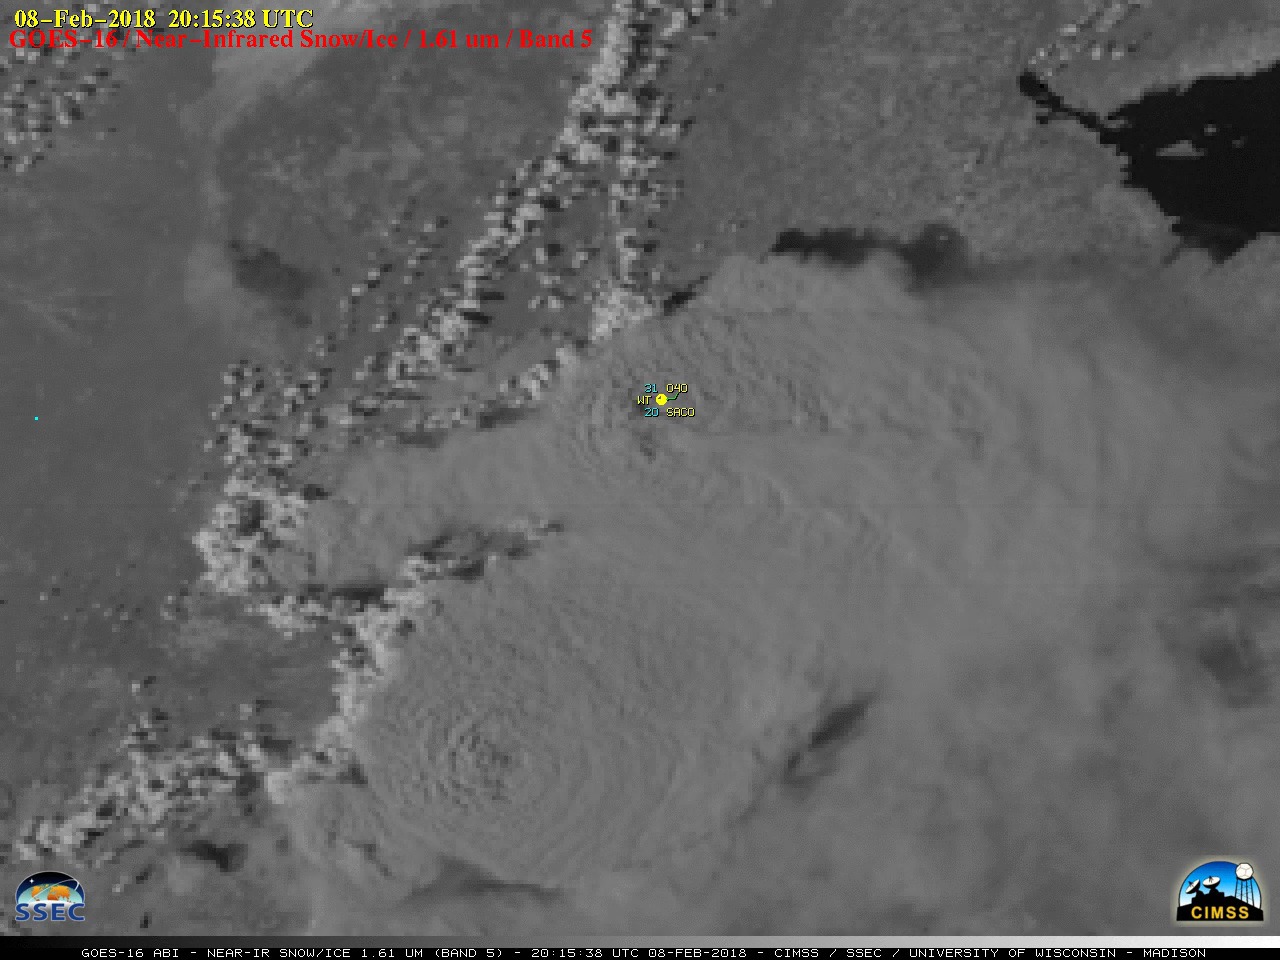 08-Feb-2018 20:15:38 UTC
GOES-16 / Near-Infrared Snow/Ice / 1.61 um / Band 5
31 040
WT
20 SACO
SSEC
CIMSS
GOES-16 ABI - NEAR-IR SNOW/ICE 1.61 UM (BAND 5) - 20:15:38 UTC 08-FEB-2018 - CIMSS / SSEC / UNIVERSITY OF WISCONSIN - MADISON